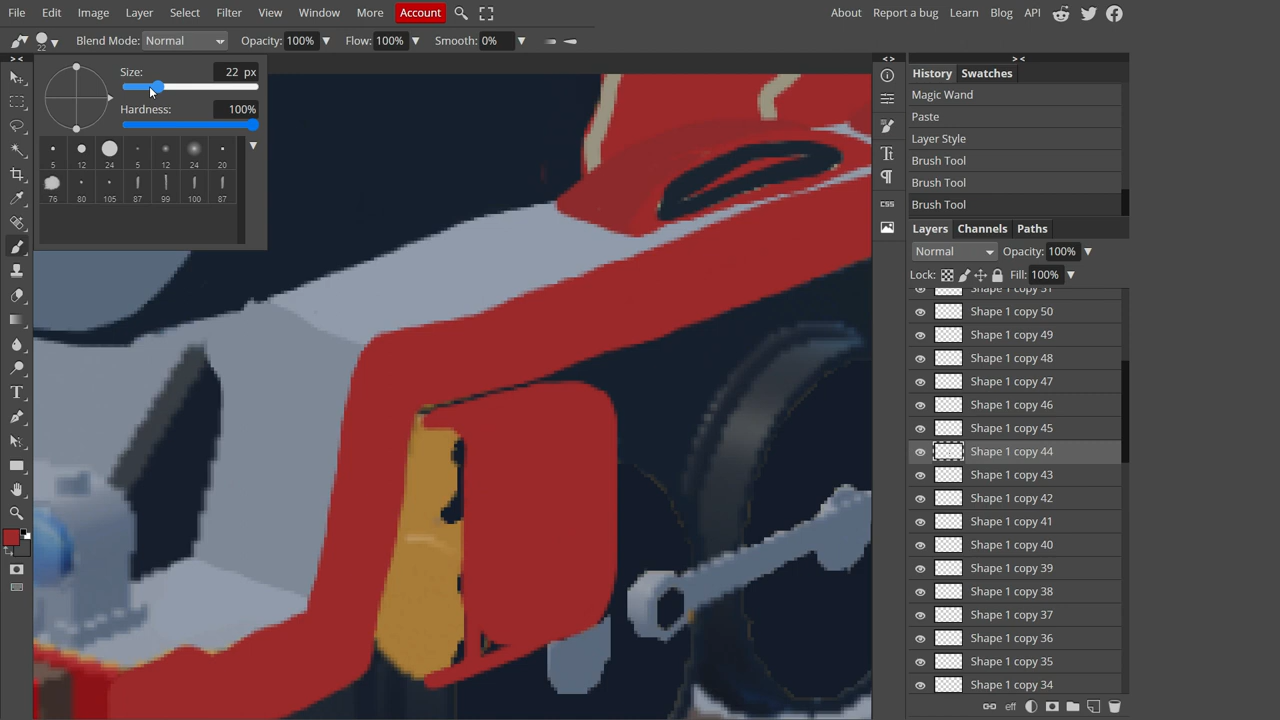 File Edit Image Layer Select Filter View Window More Account About Report a bug Learn Blog API
22 Blend Mode: Normal Opacity: 100% Flow: 100% Smooth: 0%
> < < > > <
Size: 22 px
Hardness: 100%
5 12 24 5 12 24 20
76 80 105 87 99 100 87
History Swatches
Magic Wand
Paste
Layer Style
Brush Tool
Brush Tool
Brush Tool
CSS
Layers Channels Paths
Normal Opacity: 100%
Lock: Fill: 100%
Shape 1 copy 51
Shape 1 copy 50
Shape 1 copy 49
Shape 1 copy 48
Shape 1 copy 47
Shape 1 copy 46
Shape 1 copy 45
Shape 1 copy 44
Shape 1 copy 43
Shape 1 copy 42
Shape 1 copy 41
Shape 1 copy 40
Shape 1 copy 39
Shape 1 copy 38
Shape 1 copy 37
Shape 1 copy 36
Shape 1 copy 35
Shape 1 copy 34
eff